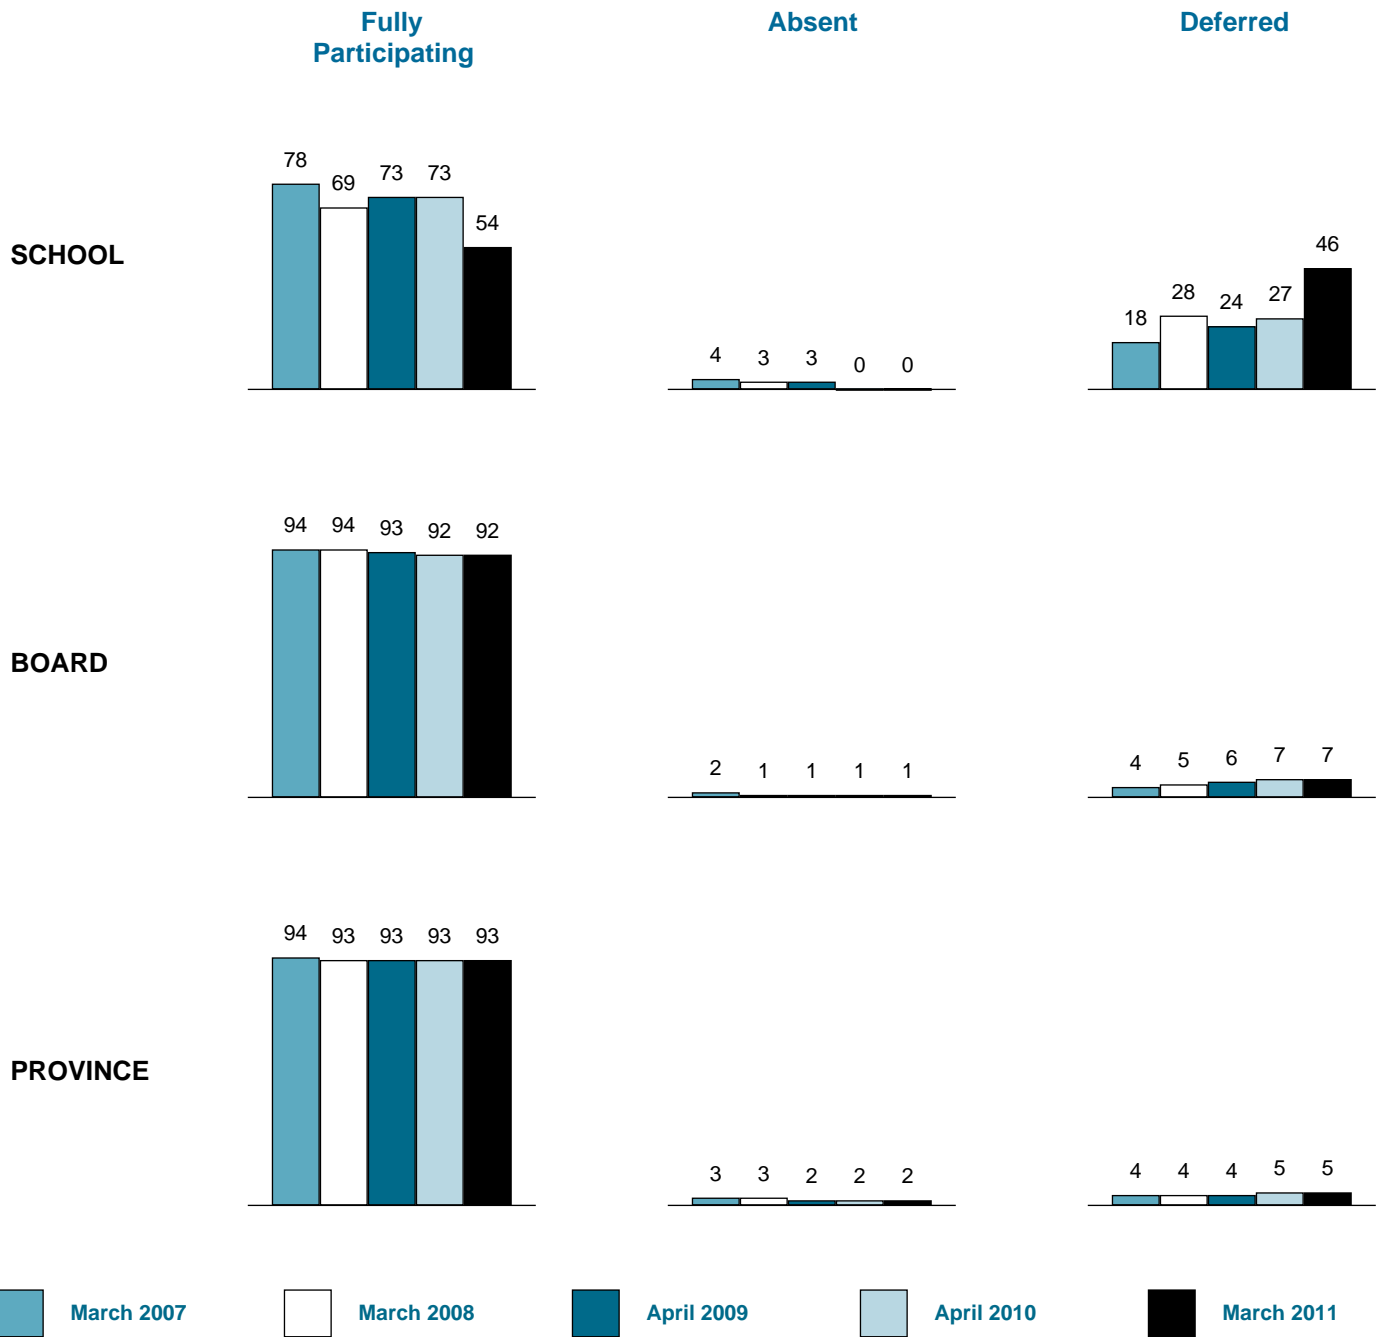 Fully
Participating
Absent
Deferred
SCHOOL
78 69 73 73 54
4 3 3 0 0
18 28 24 27 46
BOARD
94 94 93 92 92
2 1 1 1 1
4 5 6 7 7
PROVINCE
94 93 93 93 93
3 3 2 2 2
4 4 4 5 5
March 2007
March 2008
April 2009
April 2010
March 2011